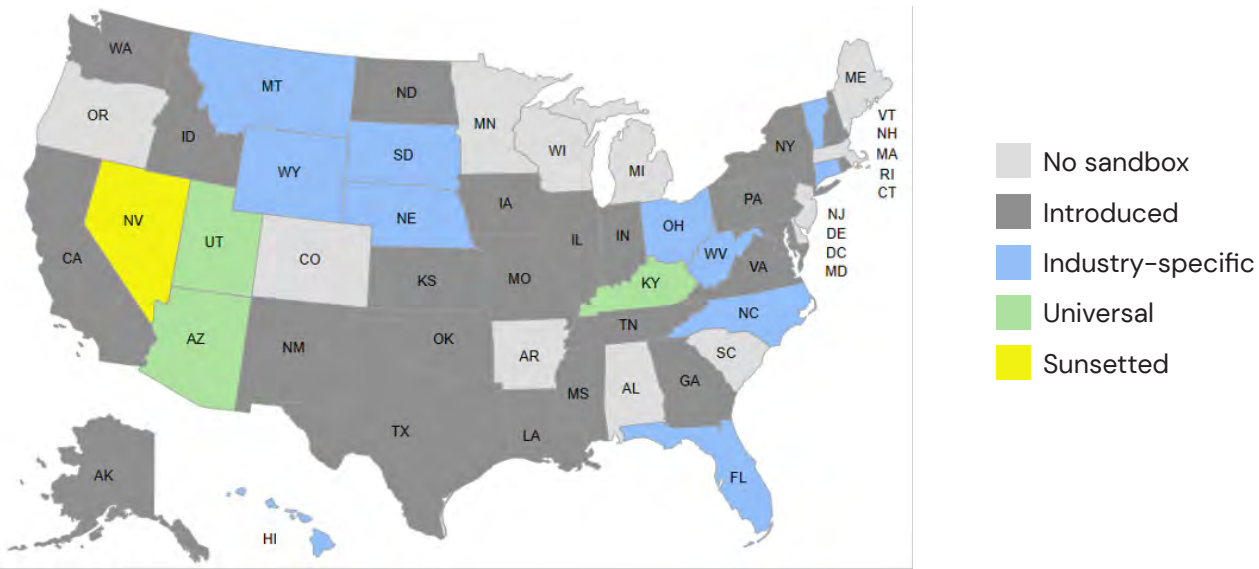 WA
MT
ND
ME
OR
MN
VT
ID
NH
SD
WI
NY
MA
WY
MI
RI
CT
PA
IA
NE
NJ
NV
OH
DE
IL
IN
UT
DC
WV
CA
CO
VA
MD
KS
MO
KY
NC
TN
OK
AZ
NM
AR
SC
GA
MS
AL
TX
LA
AK
FL
HI
No sandbox
Introduced
Industry-specific
Universal
Sunsetted